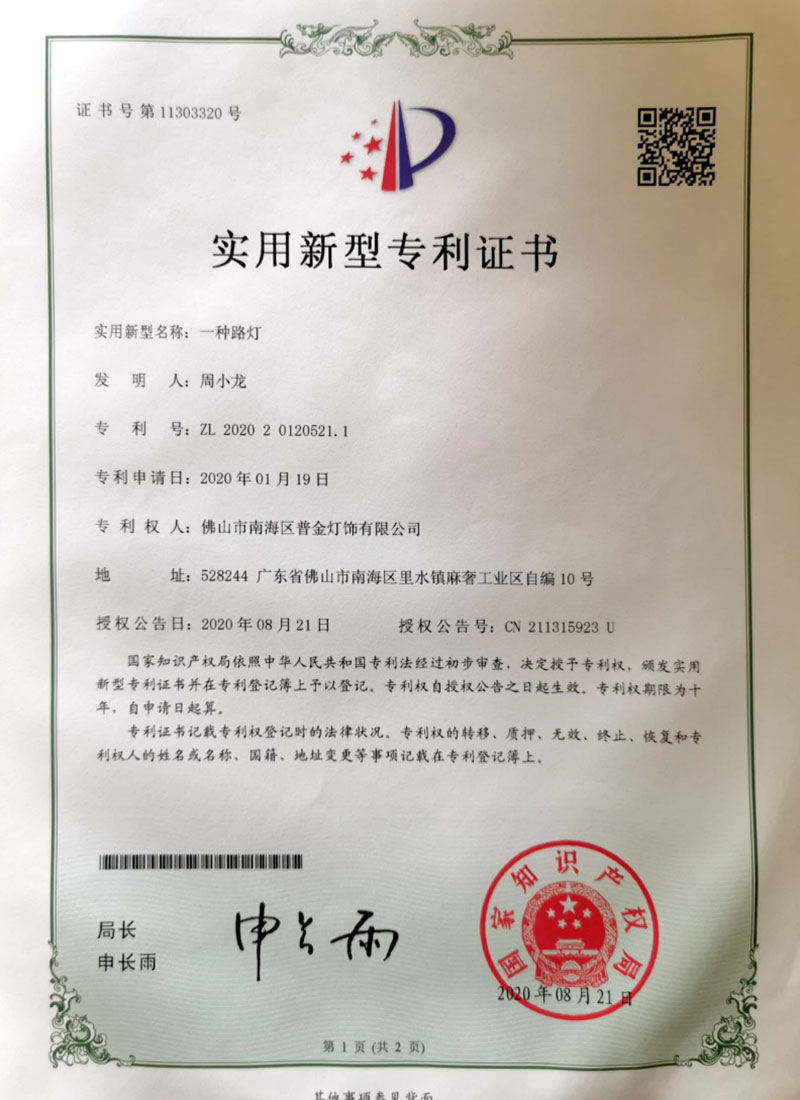 证书号第11303320号
实用新型专利证书
实用新型名称：一种路灯
发明人：周小龙
专利号：ZL 2020 2 0120521.1
专利申请日：2020年01月19日
专利权人：佛山市南海区普金灯饰有限公司
地址：528244 广东省佛山市南海区里水镇麻奢工业区自编10号
授权公告日：2020年08月21日 授权公告号：CN 211315923 U
国家知识产权局依照中华人民共和国专利法经过初步审查，决定授予专利权，颁发实用
新型专利证书并在专利登记簿上予以登记。专利权自授权公告之日起生效。专利权期限为十
年，自申请日起算。
专利证书记载专利权登记时的法律状况。专利权的转移、质押、无效、终止、恢复和专
利权人的姓名或名称、国籍、地址变更等事项记载在专利登记簿上。
局长
申长雨
申长雨
国家知识产权局
2020年08月21日
第 1 页 (共 2 页)
其他事项参见背面